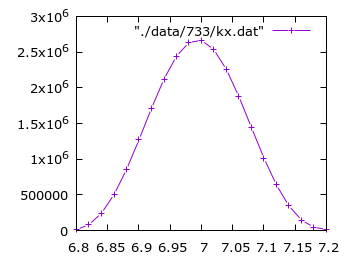 3x10^6
"./data/733/kx.dat"
2.5x10^6
2x10^6
1.5x10^6
1x10^6
500000
0
6.8 6.85 6.9 6.95 7 7.05 7.1 7.15 7.2